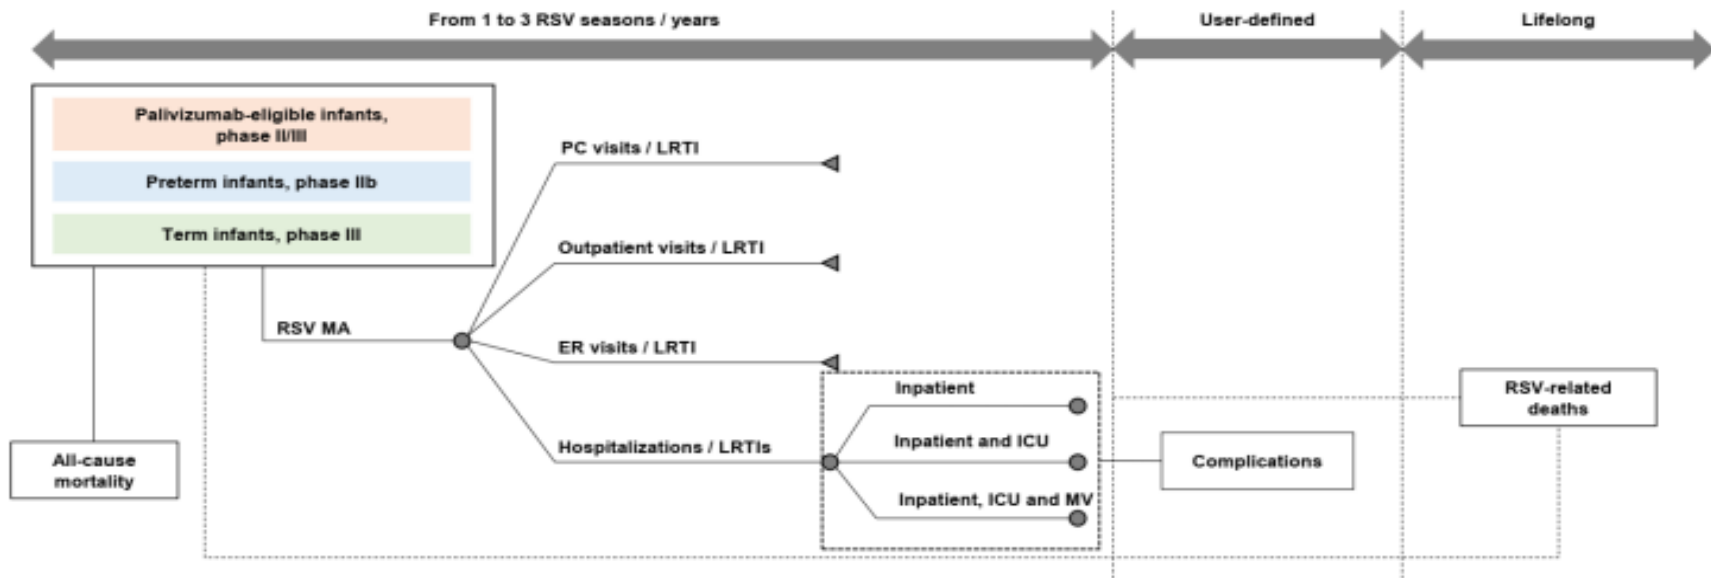 From 1 to 3 RSV seasons / years
User-defined
Lifelong
Palivizumab-eligible infants,
phase II/III
Preterm infants, phase IIb
Term infants, phase III
PC visits / LRTI
Outpatient visits / LRTI
RSV MA
ER visits / LRTI
Inpatient
RSV-related
deaths
Hospitalizations / LRTIs
Inpatient and ICU
All-cause
mortality
Complications
Inpatient, ICU and MV